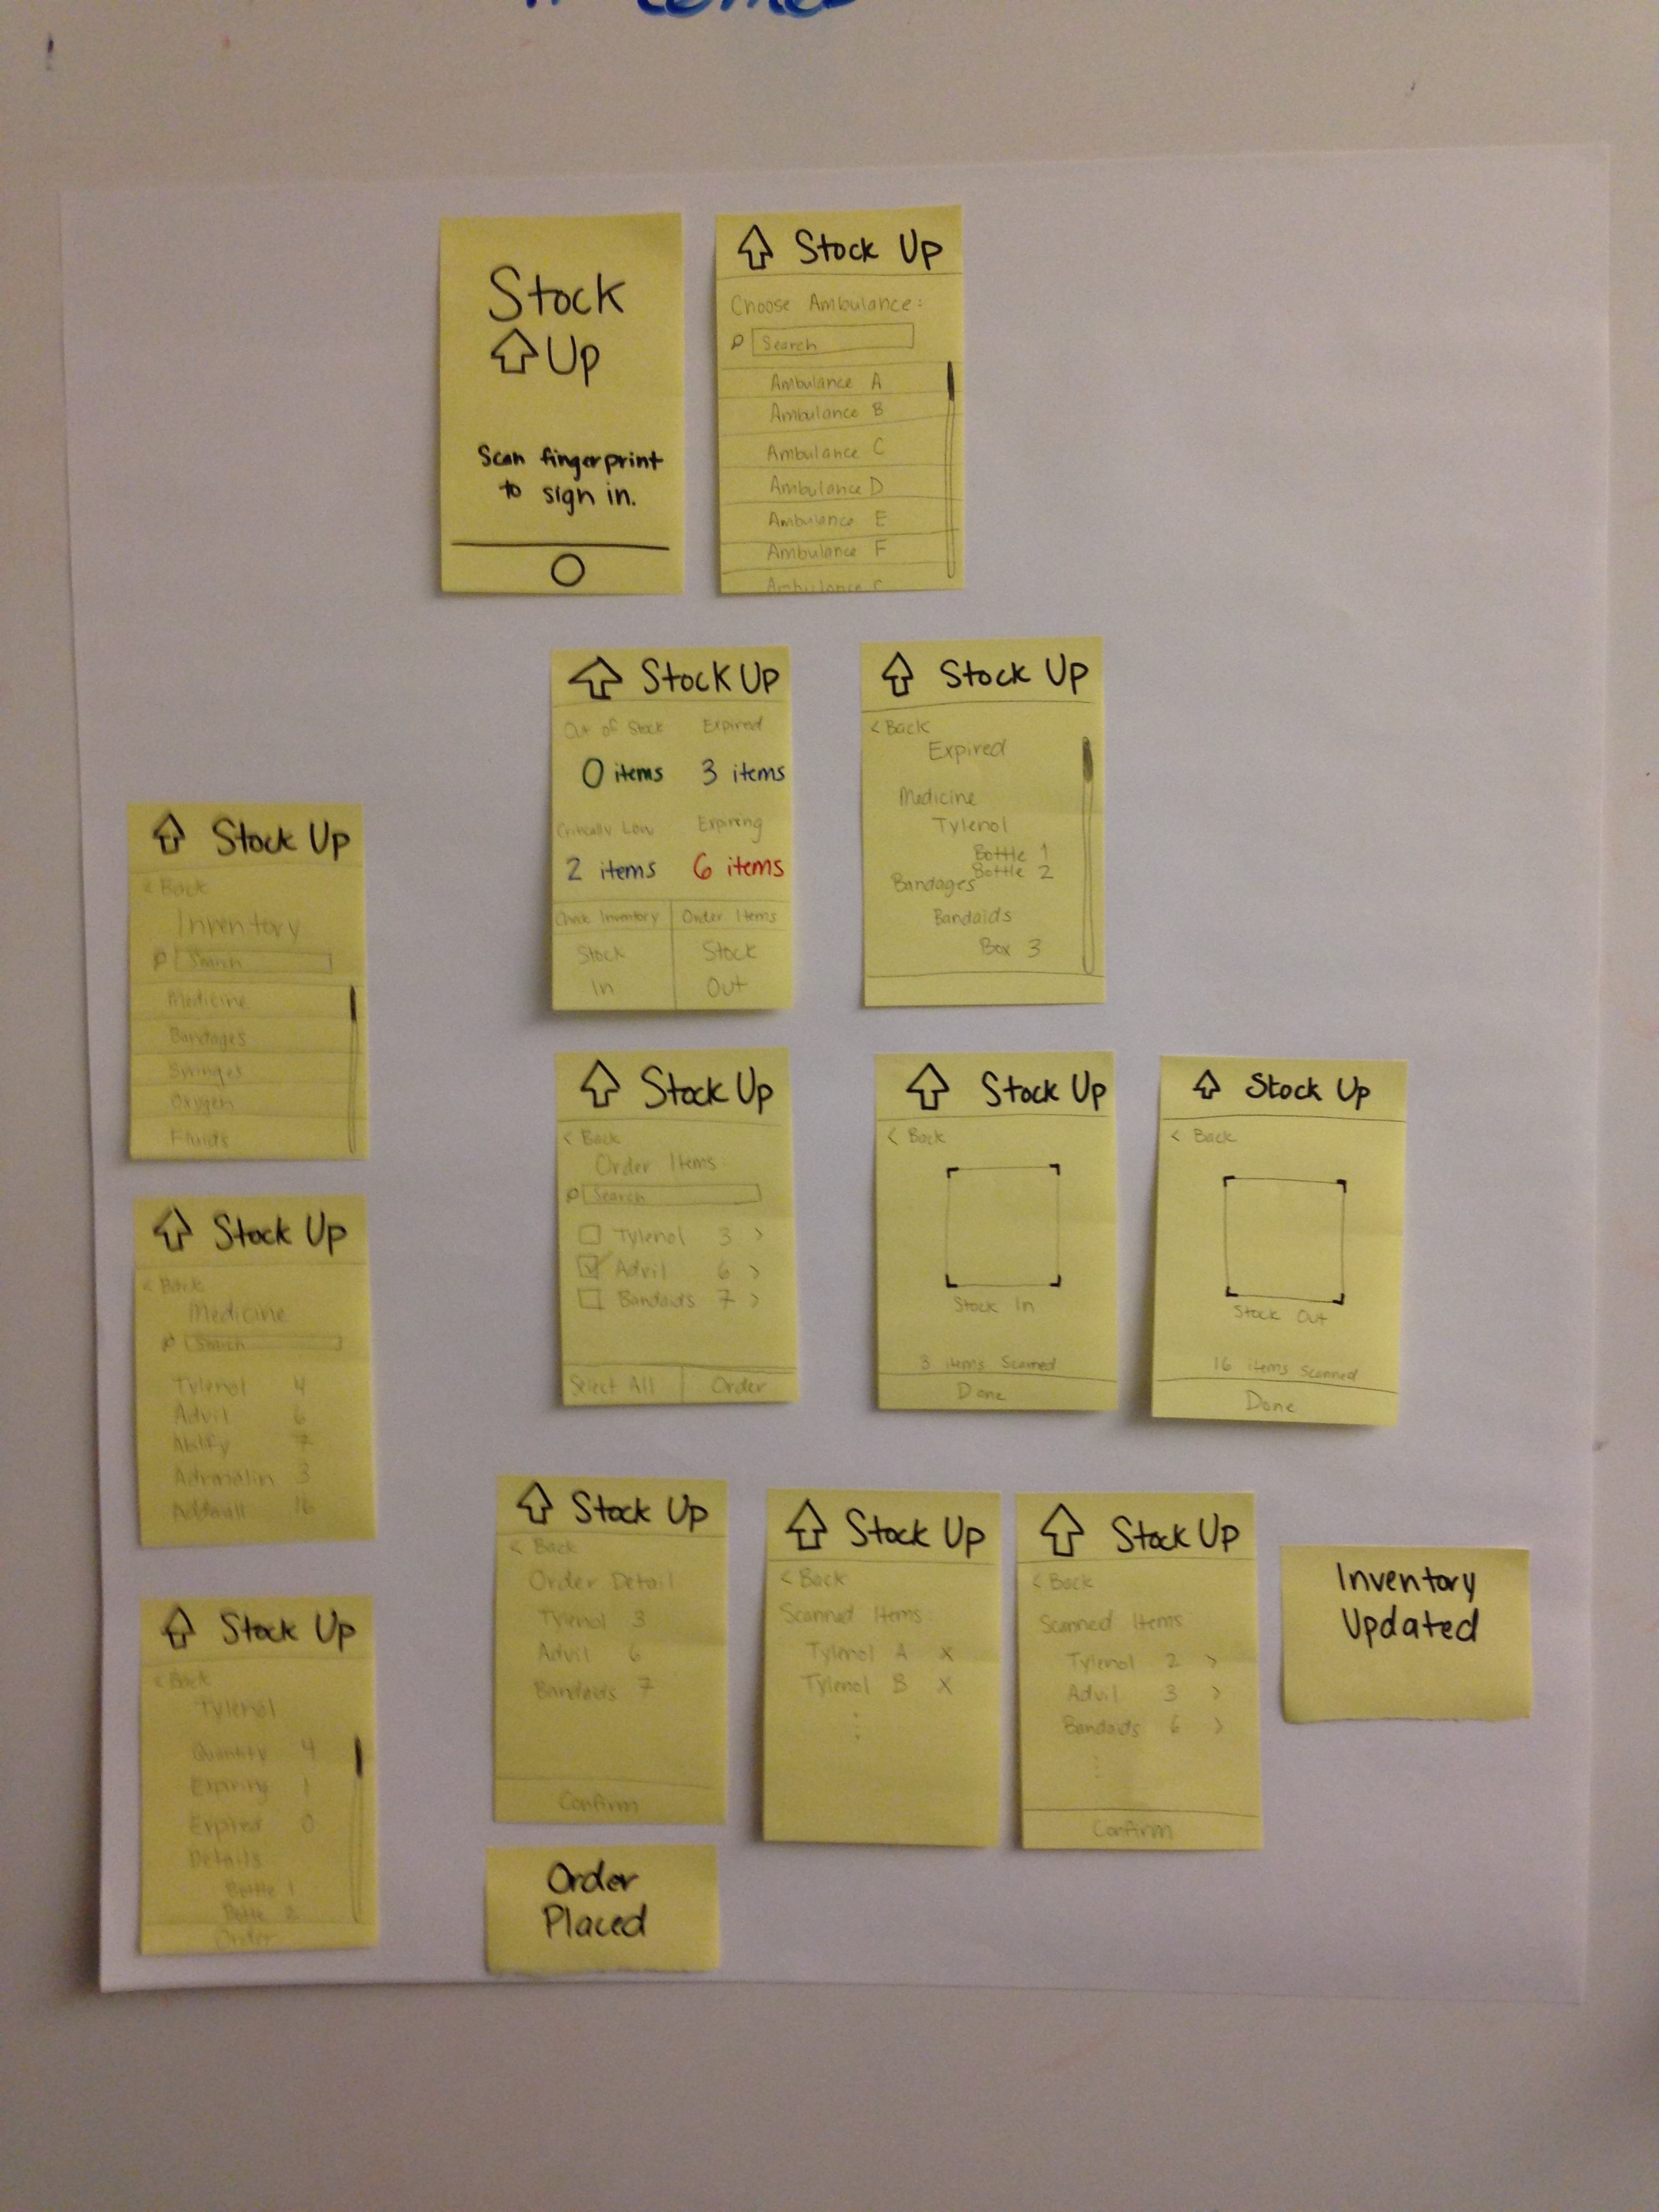 Stock
Up
Scan fingerprint
to sign in.
Stock Up
Choose Ambulance:
Search
Ambulance A
Ambulance B
Ambulance C
Ambulance D
Ambulance E
Ambulance F
Stock Up
Out of Stock Expired
0 items 3 items
Critically Low Expiring
2 items 6 items
Check Inventory Order Items
Stock Stock
In Out
Stock Up
< Back
Expired
Medicine
Tylenol
Bottle 1
Bottle 2
Bandages
Bandaids
Box 3
Stock Up
< Back
Inventory
Search
Medicine
Bandages
Syringes
Oxygen
Fluids
Stock Up
< Back
Order Items
Search
Tylenol 3 >
Advil 6 >
Bandaids 7 >
Select All Order
Stock Up
< Back
Stock In
3 items Scanned
Done
Stock Up
< Back
Stock Out
16 items Scanned
Done
Stock Up
< Back
Medicine
Search
Tylenol 4
Advil 6
Abilify 7
3
16
Stock Up
< Back
Order Detail
Tylenol 3
Advil 6
Bandaids 7
Confirm
Stock Up
< Back
Scanned Items
Tylenol A X
Tylenol B X
Stock Up
< Back
Scanned Items
Tylenol 2 >
Advil 3 >
Bandaids 6 >
Confirm
Inventory
Updated
Stock Up
< Back
Tylenol
Quantity 4
Expiring 1
Expired 0
Details
Bottle 1
Bottle 2
Order
Order
Placed